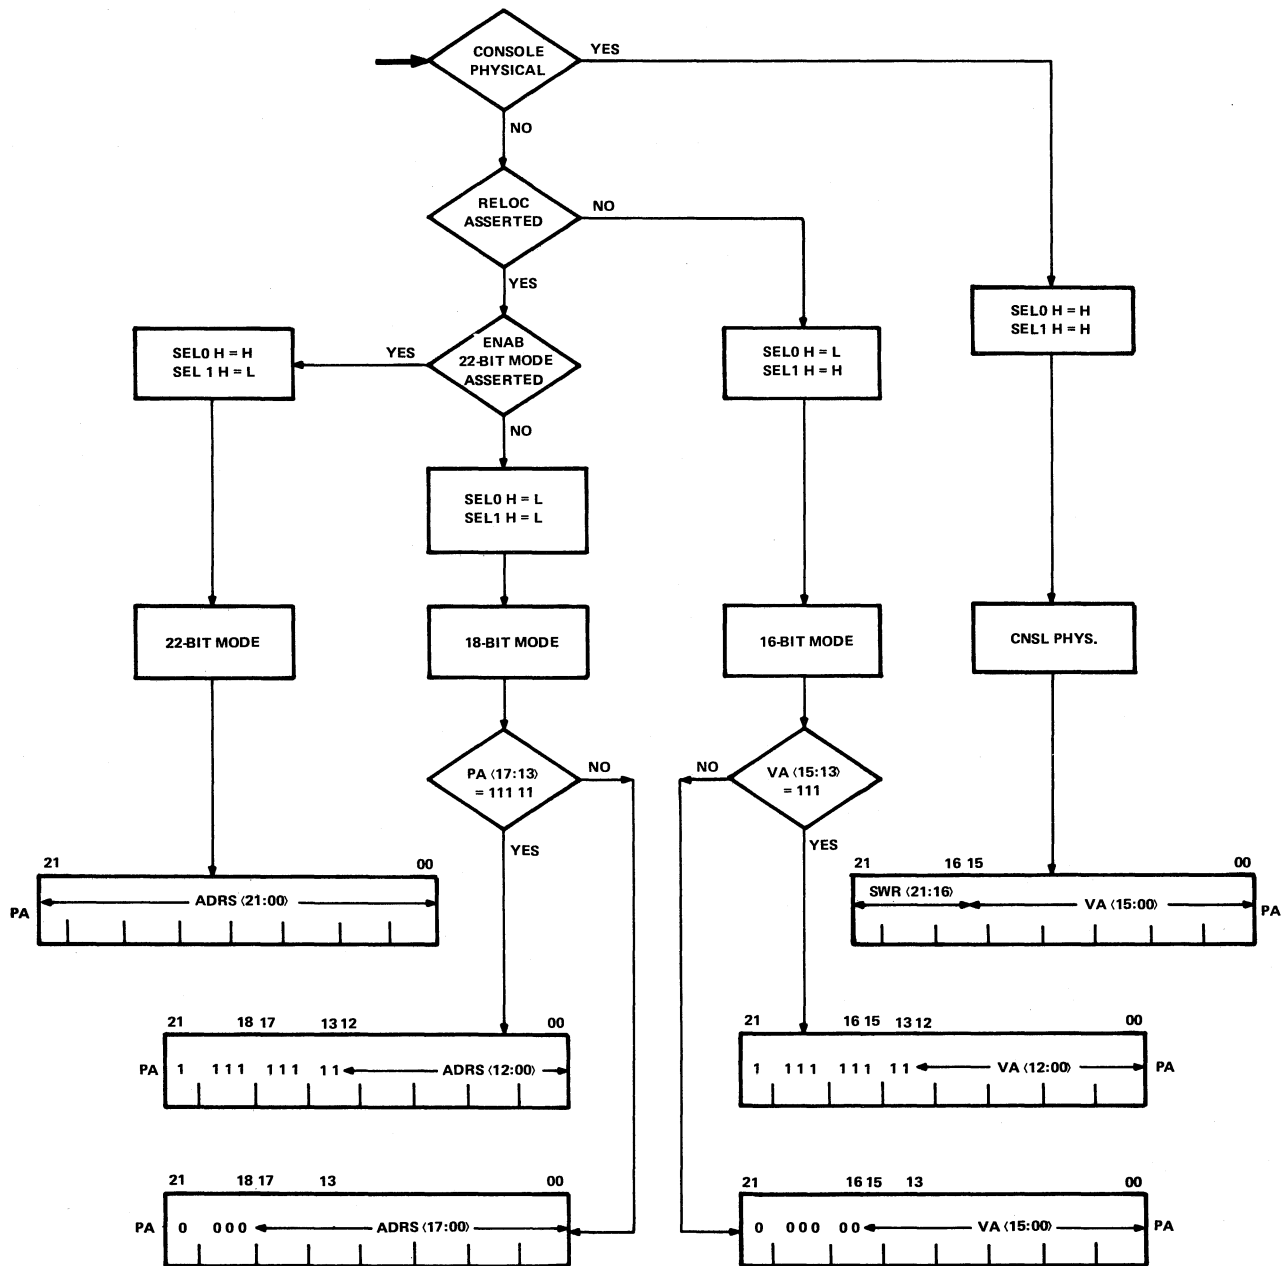 CONSOLE
PHYSICAL
YES
NO
RELOC
ASSERTED
NO
YES
ENAB
22-BIT MODE
ASSERTED
YES
NO
SEL0 H = H
SEL 1 H = L
SEL0 H = L
SEL1 H = L
SEL0 H = L
SEL1 H = H
SEL0 H = H
SEL1 H = H
22-BIT MODE
18-BIT MODE
16-BIT MODE
CNSL PHYS.
PA ⟨17:13⟩
= 111 11
NO
YES
VA ⟨15:13⟩
= 111
NO
YES
21 00
PA ADRS ⟨21:00⟩
21 16 15 00
SWR ⟨21:16⟩ VA ⟨15:00⟩ PA
21 18 17 13 12 00
PA 1 111 111 11 ADRS ⟨12:00⟩
21 16 15 13 12 00
1 111 111 11 VA ⟨12:00⟩ PA
21 18 17 13 00
PA 0 000 ADRS ⟨17:00⟩
21 16 15 13 00
0 000 00 VA ⟨15:00⟩ PA